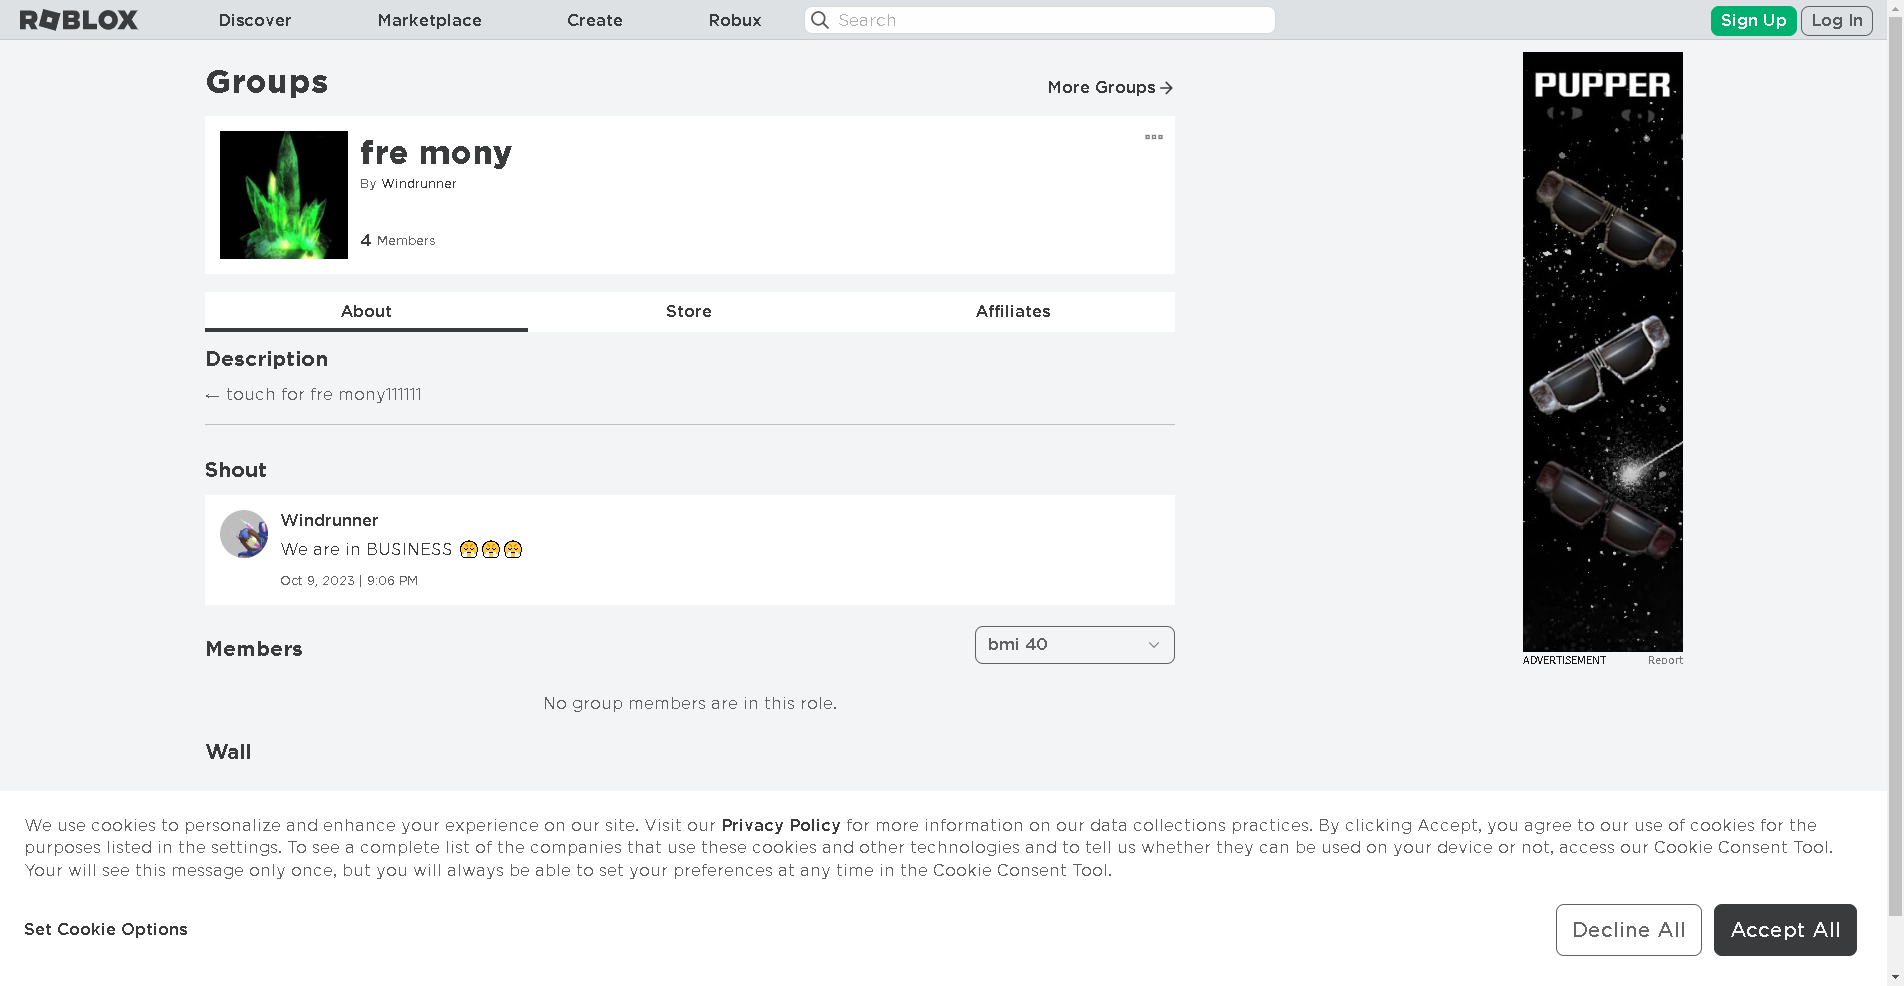 ROBLOX Discover Marketplace Create Robux Search Sign Up Log In
PUPPER
Groups
More Groups
fre mony
By Windrunner
4 Members
About Store Affiliates
Description
← touch for fre mony111111
Shout
Windrunner
We are in BUSINESS 😤😤😤
Oct 9, 2023 | 9:06 PM
Members
bmi 40
ADVERTISEMENT Report
No group members are in this role.
Wall
We use cookies to personalize and enhance your experience on our site. Visit our Privacy Policy for more information on our data collections practices. By clicking Accept, you agree to our use of cookies for the
purposes listed in the settings. To see a complete list of the companies that use these cookies and other technologies and to tell us whether they can be used on your device or not, access our Cookie Consent Tool.
Your will see this message only once, but you will always be able to set your preferences at any time in the Cookie Consent Tool.
Set Cookie Options
Decline All
Accept All